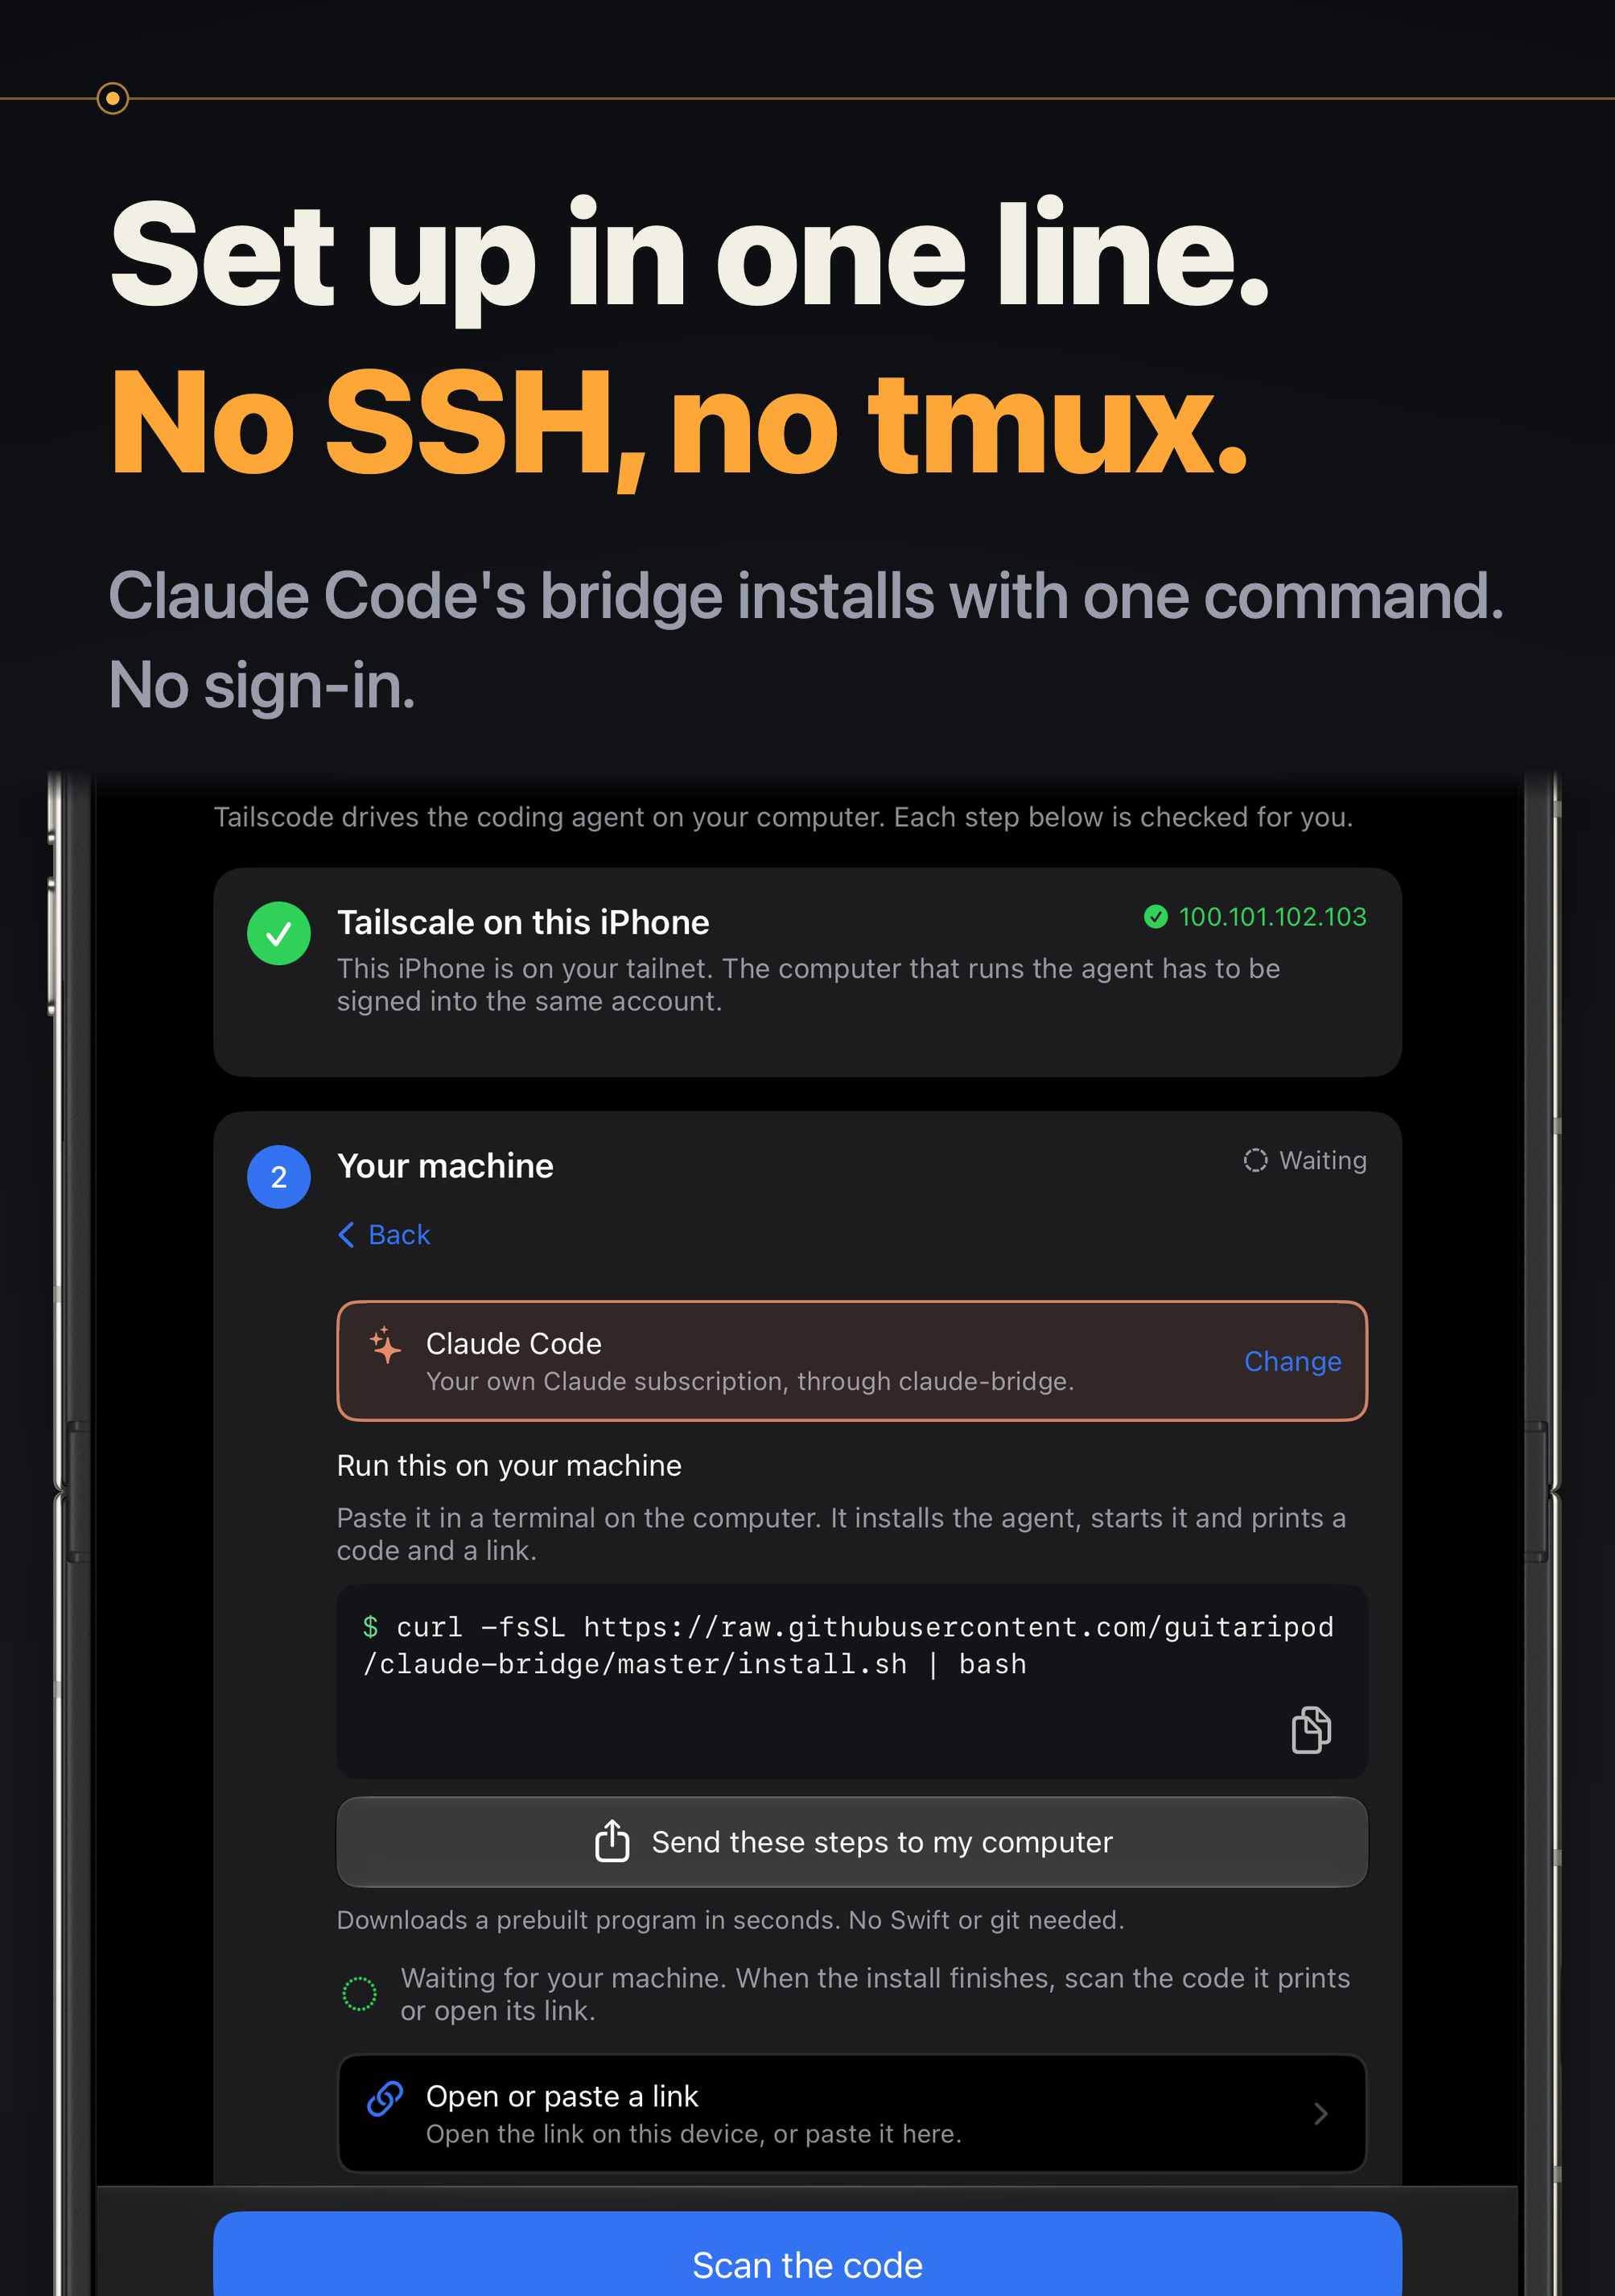 Set up in one line.
No SSH, no tmux.
Claude Code's bridge installs with one command.
No sign-in.
Tailscode drives the coding agent on your computer. Each step below is checked for you.
Tailscale on this iPhone
100.101.102.103
This iPhone is on your tailnet. The computer that runs the agent has to be
signed into the same account.
2
Your machine
Waiting
Back
Claude Code
Your own Claude subscription, through claude-bridge.
Change
Run this on your machine
Paste it in a terminal on the computer. It installs the agent, starts it and prints a
code and a link.
$ curl -fsSL https://raw.githubusercontent.com/guitaripod
/claude-bridge/master/install.sh | bash
Send these steps to my computer
Downloads a prebuilt program in seconds. No Swift or git needed.
Waiting for your machine. When the install finishes, scan the code it prints
or open its link.
Open or paste a link
Open the link on this device, or paste it here.
Scan the code